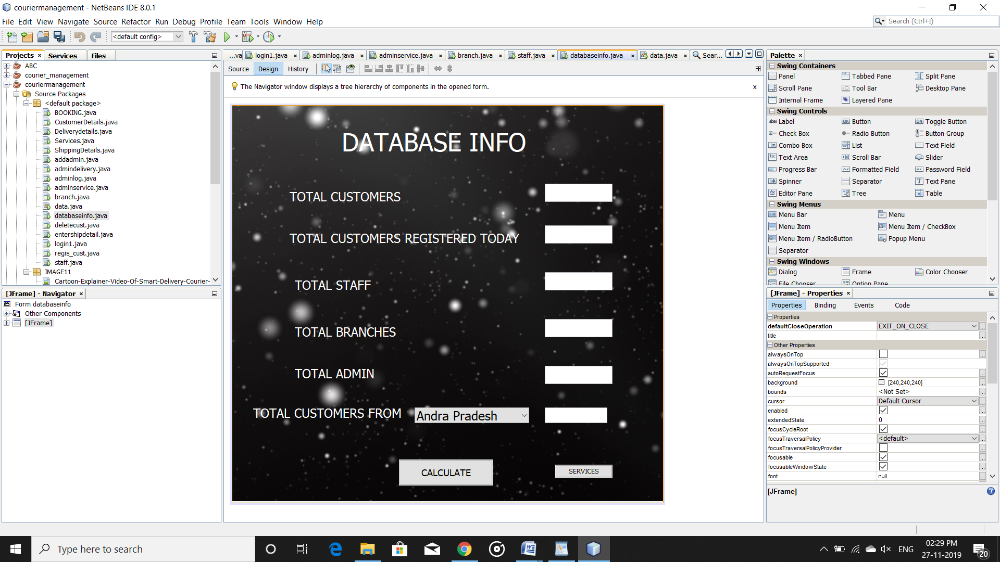 couriermanagement - NetBeans IDE 8.0.1
File Edit View Navigate Source Refactor Run Debug Profile Team Tools Window Help
Search (Ctrl+I)
<default config>
Projects Services Files
ABC
courier_management
couriermanagement
Source Packages
<default package>
BOOKING.java
CustomerDetails.java
Deliverydetails.java
Services.java
ShippingDetails.java
addadmin.java
admindelivery.java
adminlog.java
adminservice.java
branch.java
data.java
databaseinfo.java
deletecust.java
entershipdetail.java
login1.java
regis_cust.java
staff.java
IMAGE11
Cartoon-Explainer-Video-Of-Smart-Delivery-Courier-
[JFrame] - Navigator
Form databaseinfo
Other Components
[JFrame]
...va login1.java adminlog.java adminservice.java branch.java staff.java databaseinfo.java data.java Sear...
Source Design History
The Navigator window displays a tree hierarchy of components in the opened form. x
DATABASE INFO
TOTAL CUSTOMERS
TOTAL CUSTOMERS REGISTERED TODAY
TOTAL STAFF
TOTAL BRANCHES
TOTAL ADMIN
TOTAL CUSTOMERS FROM Andra Pradesh
CALCULATE SERVICES
Palette
Swing Containers
Panel Tabbed Pane Split Pane
Scroll Pane Tool Bar Desktop Pane
Internal Frame Layered Pane
Swing Controls
label Label OK Button ON Toggle Button
Check Box Radio Button Button Group
Combo Box List Text Field
Text Area Scroll Bar Slider
Progress Bar Formatted Field Password Field
Spinner Separator Text Pane
Editor Pane Tree Table
Swing Menus
File Menu Bar Menu
Menu Item Menu Item / CheckBox
Menu Item / RadioButton Popup Menu
Separator
Swing Windows
Dialog Frame Color Chooser
File Chooser Option Pane
[JFrame] - Properties
Properties Binding Events Code
Properties
defaultCloseOperation EXIT_ON_CLOSE
title
Other Properties
alwaysOnTop
alwaysOnTopSupported
autoRequestFocus
background [240,240,240]
bounds <Not Set>
cursor Default Cursor
enabled
extendedState 0
focusCycleRoot
focusTraversalPolicy <default>
focusTraversalPolicyProvider
focusable
focusableWindowState
font null
[JFrame]
Type here to search
ENG
02:29 PM
27-11-2019
20